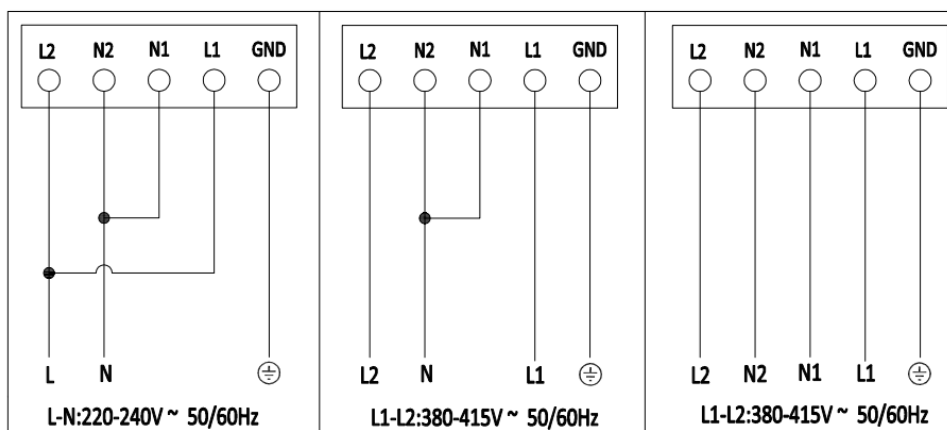 L2 N2 N1 L1 GND
L N
L-N:220-240V ~ 50/60Hz
L2 N2 N1 L1 GND
L2 N L1
L1-L2:380-415V ~ 50/60Hz
L2 N2 N1 L1 GND
L2 N2 N1 L1
L1-L2:380-415V ~ 50/60Hz